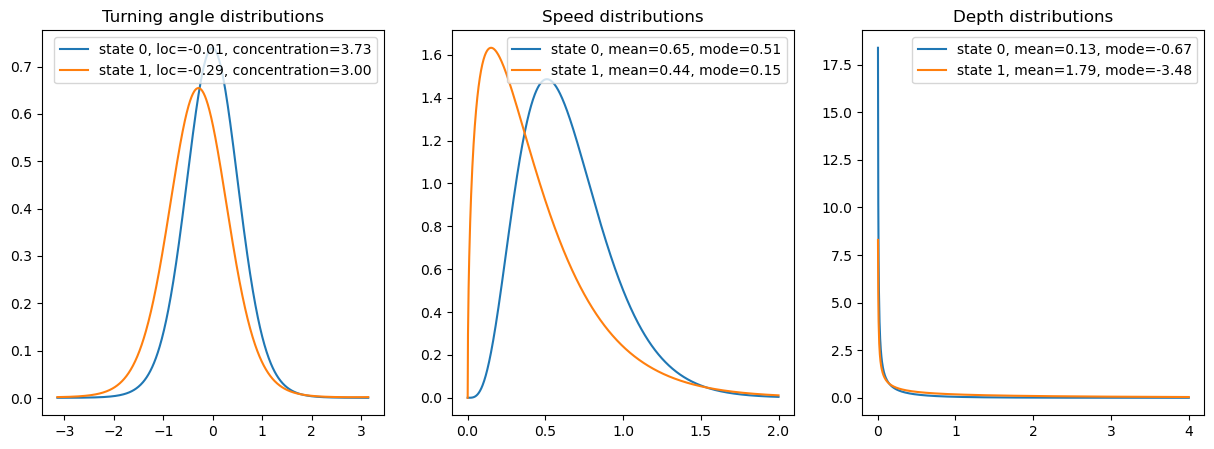 Turning angle distributions
state 0, loc=-0.01, concentration=3.73
state 1, loc=-0.29, concentration=3.00
0.7
0.6
0.5
0.4
0.3
0.2
0.1
0.0
−3 −2 −1 0 1 2 3
Speed distributions
state 0, mean=0.65, mode=0.51
state 1, mean=0.44, mode=0.15
1.6
1.4
1.2
1.0
0.8
0.6
0.4
0.2
0.0
0.0 0.5 1.0 1.5 2.0
Depth distributions
state 0, mean=0.13, mode=-0.67
state 1, mean=1.79, mode=-3.48
17.5
15.0
12.5
10.0
7.5
5.0
2.5
0.0
0 1 2 3 4